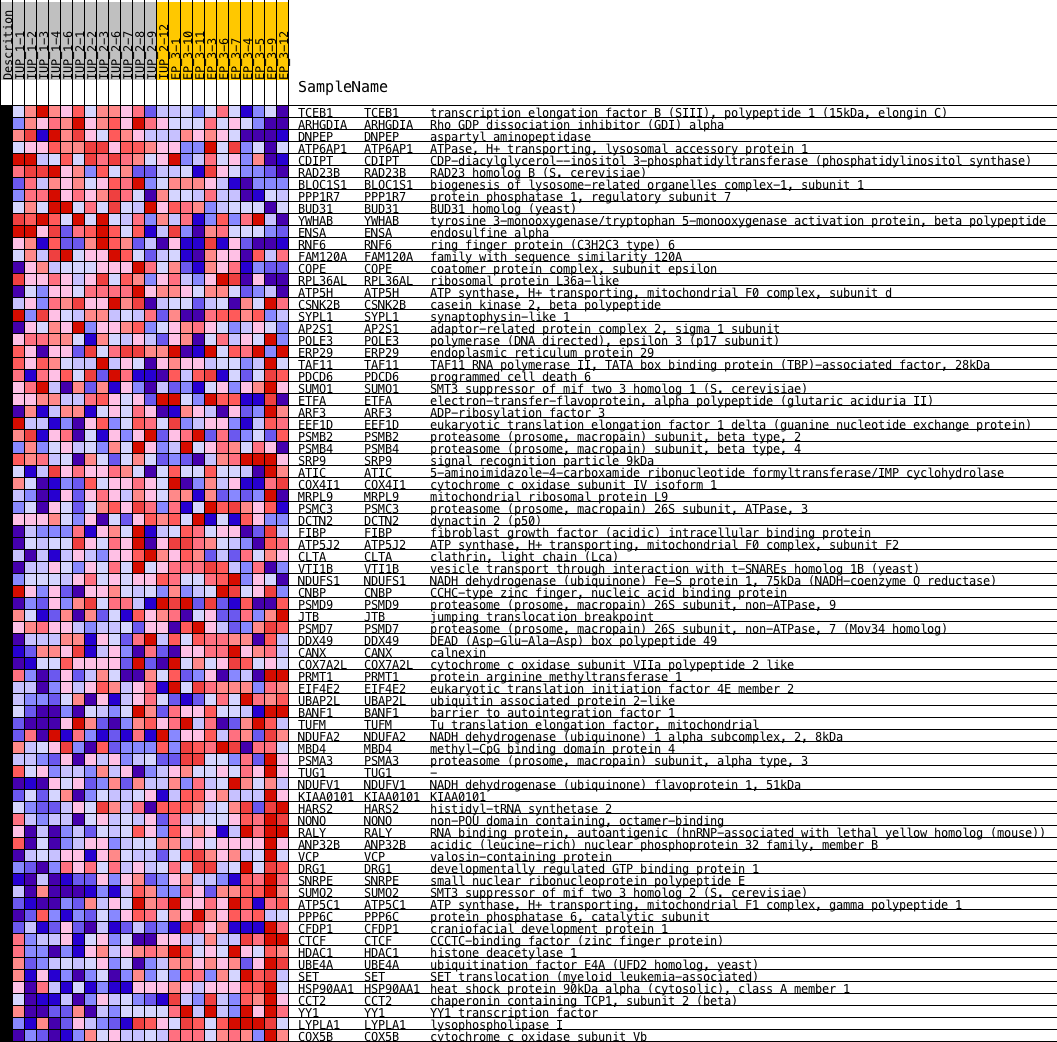 Descrition
IUP_1-1
IUP_1-2
IUP_1-3
IUP_1-4
IUP_1-6
IUP_2-1
IUP_2-2
IUP_2-3
IUP_2-6
IUP_2-7
IUP_2-8
IUP_2-9
IUP_2-12
EP_3-1
EP_3-10
EP_3-11
EP_3-3
EP_3-6
EP_3-7
EP_3-4
EP_3-5
EP_3-9
EP_3-12
SampleName
TCEB1 TCEB1 transcription elongation factor B (SIII), polypeptide 1 (15kDa, elongin C)
ARHGDIA ARHGDIA Rho GDP dissociation inhibitor (GDI) alpha
DNPEP DNPEP aspartyl aminopeptidase
ATP6AP1 ATP6AP1 ATPase, H+ transporting, lysosomal accessory protein 1
CDIPT CDIPT CDP-diacylglycerol--inositol 3-phosphatidyltransferase (phosphatidylinositol synthase)
RAD23B RAD23B RAD23 homolog B (S. cerevisiae)
BLOC1S1 BLOC1S1 biogenesis of lysosome-related organelles complex-1, subunit 1
PPP1R7 PPP1R7 protein phosphatase 1, regulatory subunit 7
BUD31 BUD31 BUD31 homolog (yeast)
YWHAB YWHAB tyrosine 3-monooxygenase/tryptophan 5-monooxygenase activation protein, beta polypeptide
ENSA ENSA endosulfine alpha
RNF6 RNF6 ring finger protein (C3H2C3 type) 6
FAM120A FAM120A family with sequence similarity 120A
COPE COPE coatomer protein complex, subunit epsilon
RPL36AL RPL36AL ribosomal protein L36a-like
ATP5H ATP5H ATP synthase, H+ transporting, mitochondrial F0 complex, subunit d
CSNK2B CSNK2B casein kinase 2, beta polypeptide
SYPL1 SYPL1 synaptophysin-like 1
AP2S1 AP2S1 adaptor-related protein complex 2, sigma 1 subunit
POLE3 POLE3 polymerase (DNA directed), epsilon 3 (p17 subunit)
ERP29 ERP29 endoplasmic reticulum protein 29
TAF11 TAF11 TAF11 RNA polymerase II, TATA box binding protein (TBP)-associated factor, 28kDa
PDCD6 PDCD6 programmed cell death 6
SUMO1 SUMO1 SMT3 suppressor of mif two 3 homolog 1 (S. cerevisiae)
ETFA ETFA electron-transfer-flavoprotein, alpha polypeptide (glutaric aciduria II)
ARF3 ARF3 ADP-ribosylation factor 3
EEF1D EEF1D eukaryotic translation elongation factor 1 delta (guanine nucleotide exchange protein)
PSMB2 PSMB2 proteasome (prosome, macropain) subunit, beta type, 2
PSMB4 PSMB4 proteasome (prosome, macropain) subunit, beta type, 4
SRP9 SRP9 signal recognition particle 9kDa
ATIC ATIC 5-aminoimidazole-4-carboxamide ribonucleotide formyltransferase/IMP cyclohydrolase
COX4I1 COX4I1 cytochrome c oxidase subunit IV isoform 1
MRPL9 MRPL9 mitochondrial ribosomal protein L9
PSMC3 PSMC3 proteasome (prosome, macropain) 26S subunit, ATPase, 3
DCTN2 DCTN2 dynactin 2 (p50)
FIBP FIBP fibroblast growth factor (acidic) intracellular binding protein
ATP5J2 ATP5J2 ATP synthase, H+ transporting, mitochondrial F0 complex, subunit F2
CLTA CLTA clathrin, light chain (Lca)
VTI1B VTI1B vesicle transport through interaction with t-SNAREs homolog 1B (yeast)
NDUFS1 NDUFS1 NADH dehydrogenase (ubiquinone) Fe-S protein 1, 75kDa (NADH-coenzyme Q reductase)
CNBP CNBP CCHC-type zinc finger, nucleic acid binding protein
PSMD9 PSMD9 proteasome (prosome, macropain) 26S subunit, non-ATPase, 9
JTB JTB jumping translocation breakpoint
PSMD7 PSMD7 proteasome (prosome, macropain) 26S subunit, non-ATPase, 7 (Mov34 homolog)
DDX49 DDX49 DEAD (Asp-Glu-Ala-Asp) box polypeptide 49
CANX CANX calnexin
COX7A2L COX7A2L cytochrome c oxidase subunit VIIa polypeptide 2 like
PRMT1 PRMT1 protein arginine methyltransferase 1
EIF4E2 EIF4E2 eukaryotic translation initiation factor 4E member 2
UBAP2L UBAP2L ubiquitin associated protein 2-like
BANF1 BANF1 barrier to autointegration factor 1
TUFM TUFM Tu translation elongation factor, mitochondrial
NDUFA2 NDUFA2 NADH dehydrogenase (ubiquinone) 1 alpha subcomplex, 2, 8kDa
MBD4 MBD4 methyl-CpG binding domain protein 4
PSMA3 PSMA3 proteasome (prosome, macropain) subunit, alpha type, 3
TUG1 TUG1 -
NDUFV1 NDUFV1 NADH dehydrogenase (ubiquinone) flavoprotein 1, 51kDa
KIAA0101 KIAA0101 KIAA0101
HARS2 HARS2 histidyl-tRNA synthetase 2
NONO NONO non-POU domain containing, octamer-binding
RALY RALY RNA binding protein, autoantigenic (hnRNP-associated with lethal yellow homolog (mouse))
ANP32B ANP32B acidic (leucine-rich) nuclear phosphoprotein 32 family, member B
VCP VCP valosin-containing protein
DRG1 DRG1 developmentally regulated GTP binding protein 1
SNRPE SNRPE small nuclear ribonucleoprotein polypeptide E
SUMO2 SUMO2 SMT3 suppressor of mif two 3 homolog 2 (S. cerevisiae)
ATP5C1 ATP5C1 ATP synthase, H+ transporting, mitochondrial F1 complex, gamma polypeptide 1
PPP6C PPP6C protein phosphatase 6, catalytic subunit
CFDP1 CFDP1 craniofacial development protein 1
CTCF CTCF CCCTC-binding factor (zinc finger protein)
HDAC1 HDAC1 histone deacetylase 1
UBE4A UBE4A ubiquitination factor E4A (UFD2 homolog, yeast)
SET SET SET translocation (myeloid leukemia-associated)
HSP90AA1 HSP90AA1 heat shock protein 90kDa alpha (cytosolic), class A member 1
CCT2 CCT2 chaperonin containing TCP1, subunit 2 (beta)
YY1 YY1 YY1 transcription factor
LYPLA1 LYPLA1 lysophospholipase I
COX5B COX5B cytochrome c oxidase subunit Vb